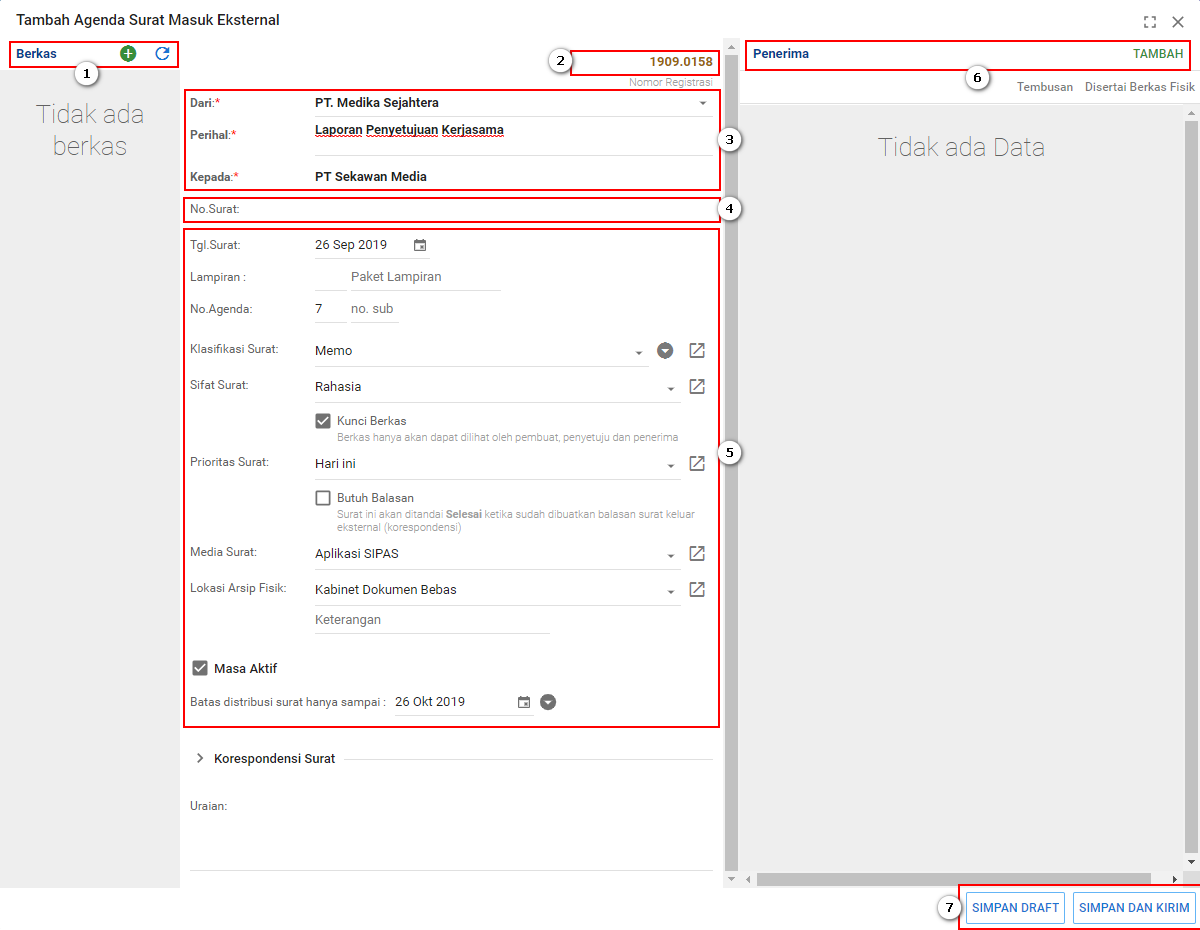 Tambah Agenda Surat Masuk Eksternal
Berkas
1
Tidak ada
berkas
2
1909.0158
Nomor Registrasi
Dari:* PT. Medika Sejahtera
Perihal:* Laporan Penyetujuan Kerjasama
Kepada:* PT Sekawan Media
3
No.Surat:
4
Tgl.Surat: 26 Sep 2019
Lampiran : Paket Lampiran
No.Agenda: 7 no. sub
Klasifikasi Surat: Memo
Sifat Surat: Rahasia
Kunci Berkas
Berkas hanya akan dapat dilihat oleh pembuat, penyetuju dan penerima
5
Prioritas Surat: Hari ini
Butuh Balasan
Surat ini akan ditandai Selesai ketika sudah dibuatkan balasan surat keluar
eksternal (korespondensi)
Media Surat: Aplikasi SIPAS
Lokasi Arsip Fisik: Kabinet Dokumen Bebas
Keterangan
Masa Aktif
Batas distribusi surat hanya sampai : 26 Okt 2019
Korespondensi Surat
Uraian:
Penerima TAMBAH
6
Tembusan Disertai Berkas Fisik
Tidak ada Data
7
SIMPAN DRAFT SIMPAN DAN KIRIM